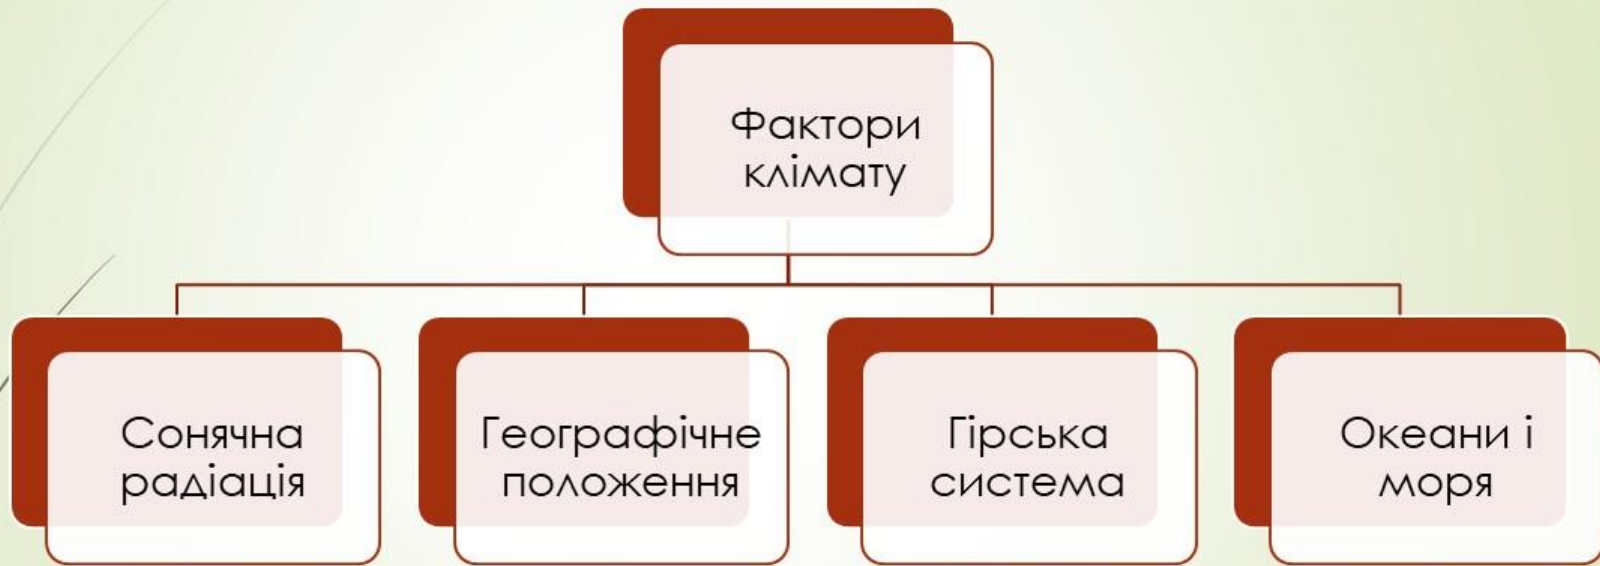 Фактори
клімату
Сонячна
радіація
Географічне
положення
Гірська
система
Океани і
моря